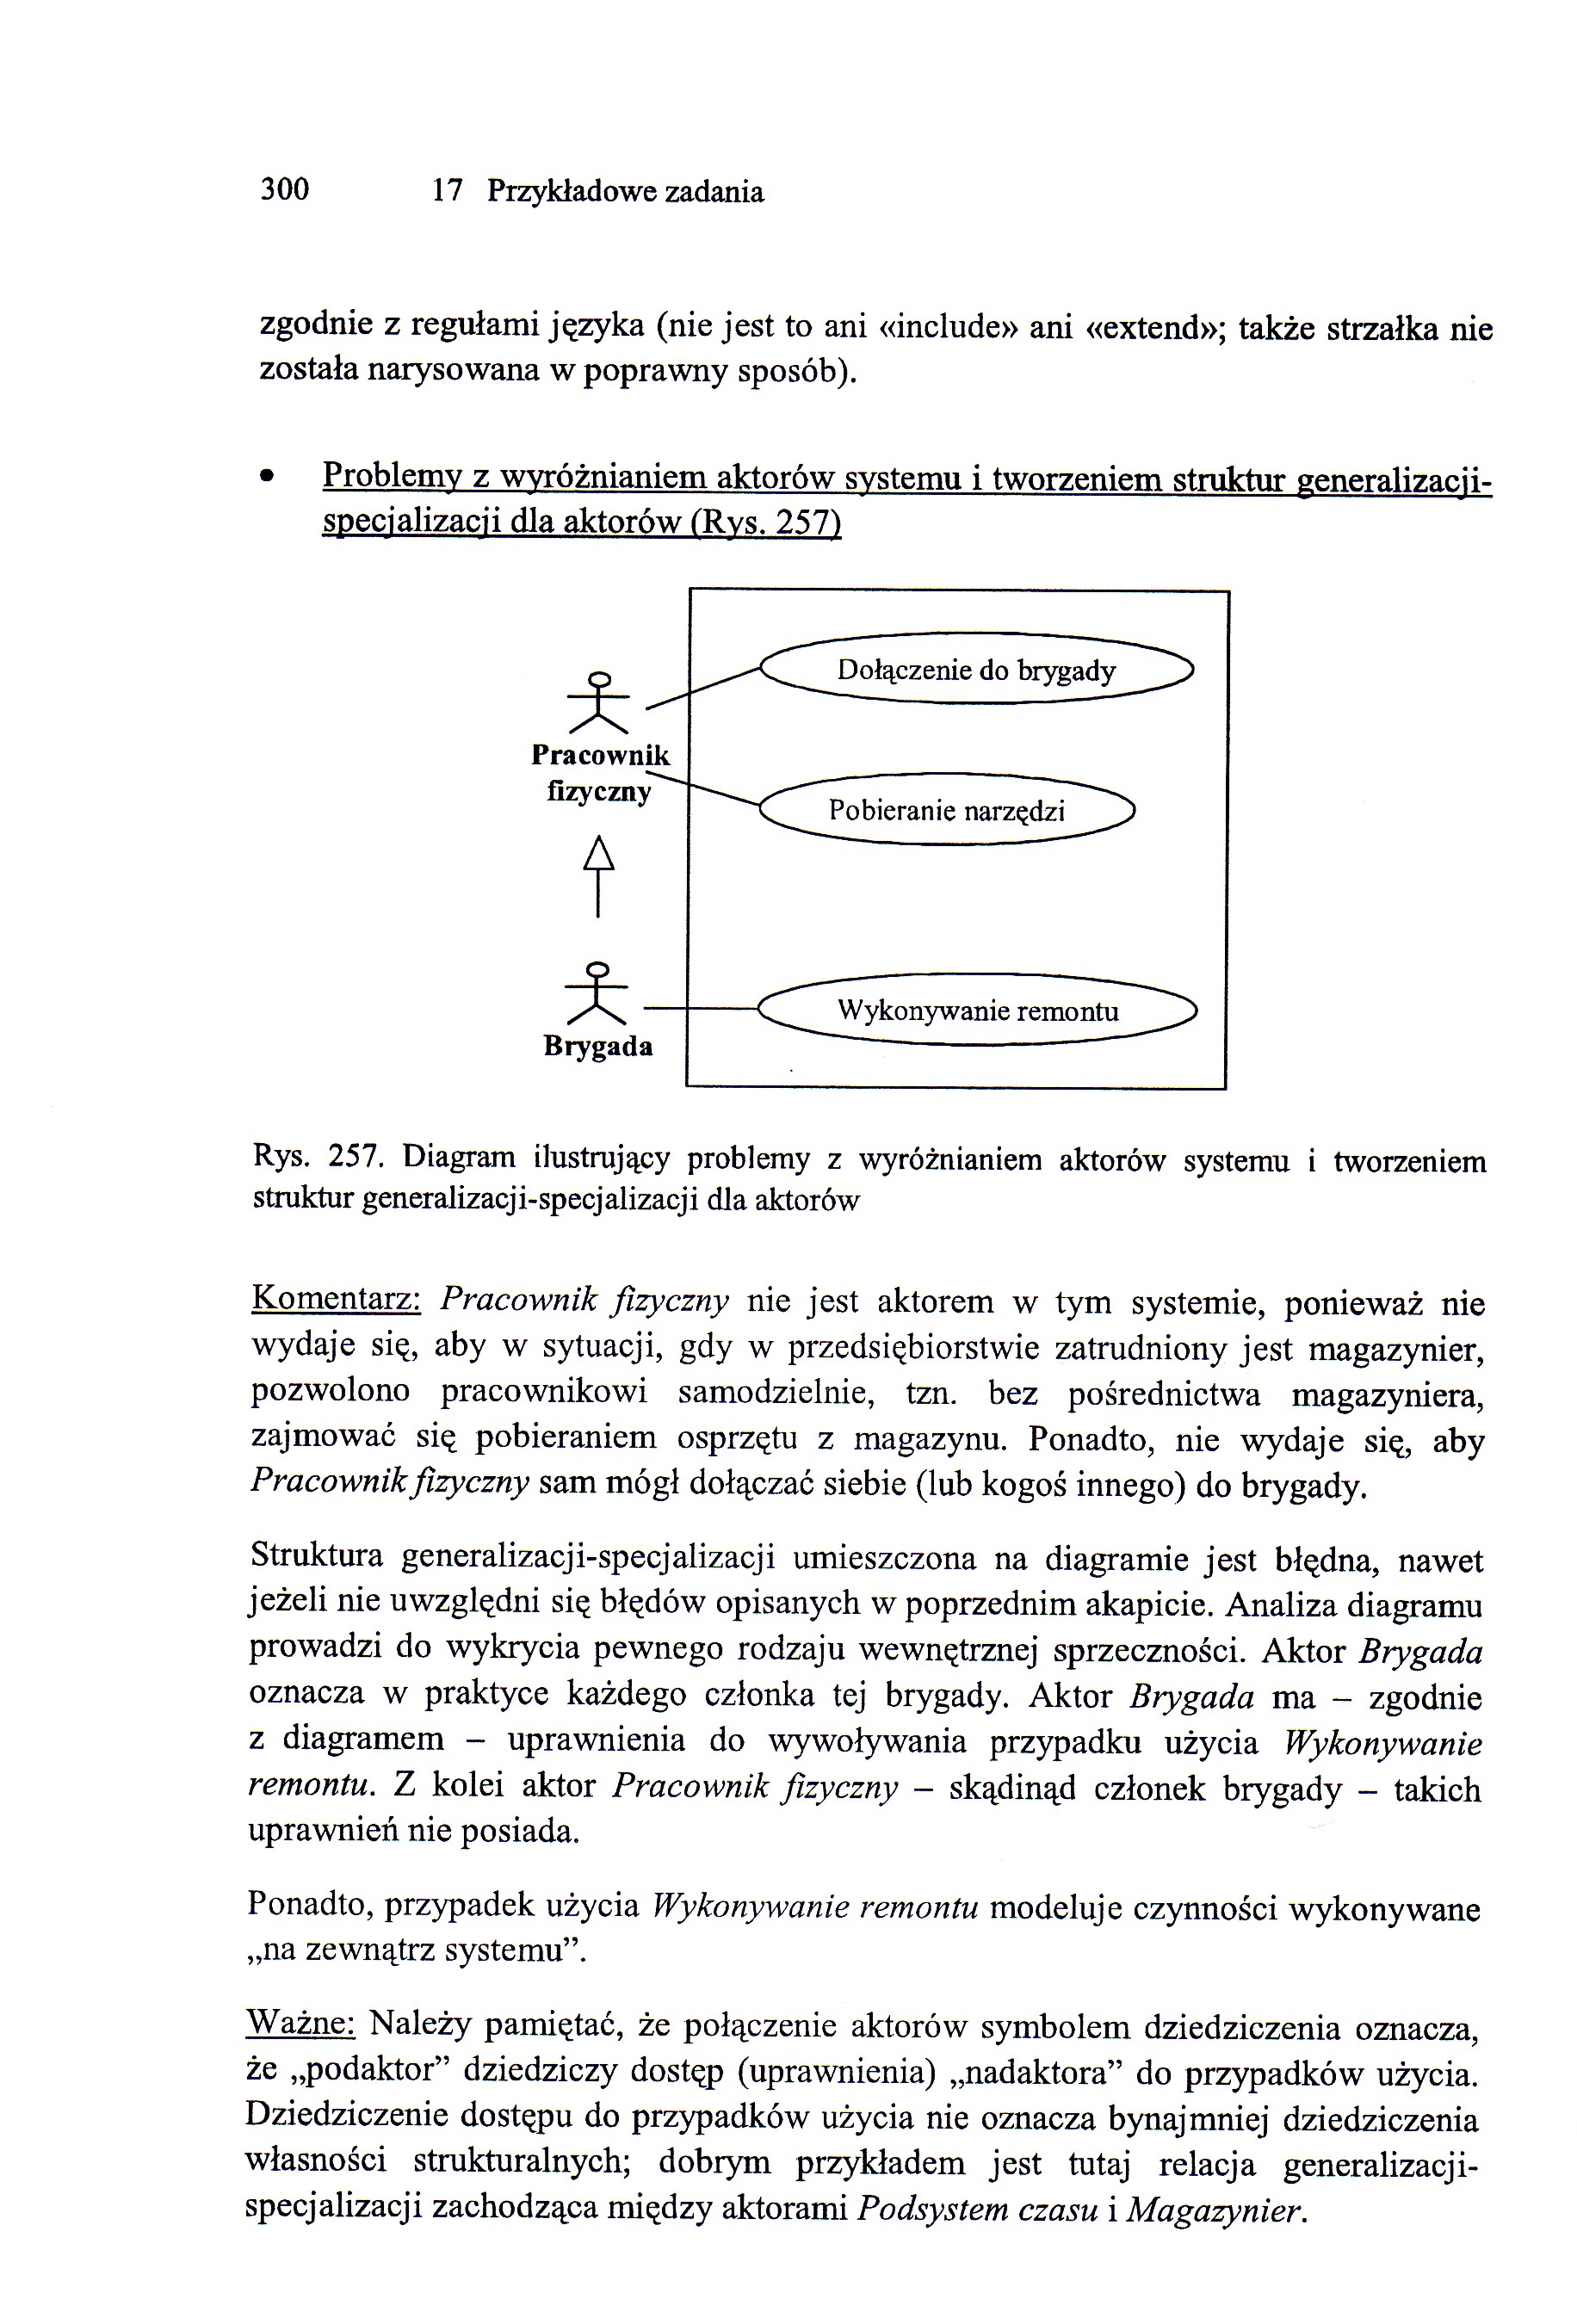 300 17 Przykładowe zadania
zgodnie z regułami języka (nie jest to ani «include» ani «extend»; także strzałka nie
została narysowana w poprawny sposób).
• Problemy z wyróżnianiem aktorów systemu i tworzeniem struktur generalizacji-
specjalizacji dla aktorów (Rys. 257)
Dołączenie do brygady
Pracownik
fizyczny
Pobieranie narzędzi
Wykonywanie remontu
Brygada
Rys. 257. Diagram ilustrujący problemy z wyróżnianiem aktorów systemu i tworzeniem
struktur generalizacji-specjalizacji dla aktorów
Komentarz: Pracownik fizyczny nie jest aktorem w tym systemie, ponieważ nie
wydaje się, aby w sytuacji, gdy w przedsiębiorstwie zatrudniony jest magazynier,
pozwolono pracownikowi samodzielnie, tzn. bez pośrednictwa magazyniera,
zajmować się pobieraniem osprzętu z magazynu. Ponadto, nie wydaje się, aby
Pracownik fizyczny sam mógł dołączać siebie (lub kogoś innego) do brygady.
Struktura generalizacji-specjalizacji umieszczona na diagramie jest błędna, nawet
jeżeli nie uwzględni się błędów opisanych w poprzednim akapicie. Analiza diagramu
prowadzi do wykrycia pewnego rodzaju wewnętrznej sprzeczności. Aktor Brygada
oznacza w praktyce każdego członka tej brygady. Aktor Brygada ma – zgodnie
z diagramem – uprawnienia do wywoływania przypadku użycia Wykonywanie
remontu. Z kolei aktor Pracownik fizyczny – skądinąd członek brygady – takich
uprawnień nie posiada.
Ponadto, przypadek użycia Wykonywanie remontu modeluje czynności wykonywane
„na zewnątrz systemu”.
Ważne: Należy pamiętać, że połączenie aktorów symbolem dziedziczenia oznacza,
że „podaktor” dziedziczy dostęp (uprawnienia) „nadaktora” do przypadków użycia.
Dziedziczenie dostępu do przypadków użycia nie oznacza bynajmniej dziedziczenia
własności strukturalnych; dobrym przykładem jest tutaj relacja generalizacji-
specjalizacji zachodząca między aktorami Podsystem czasu i Magazynier.